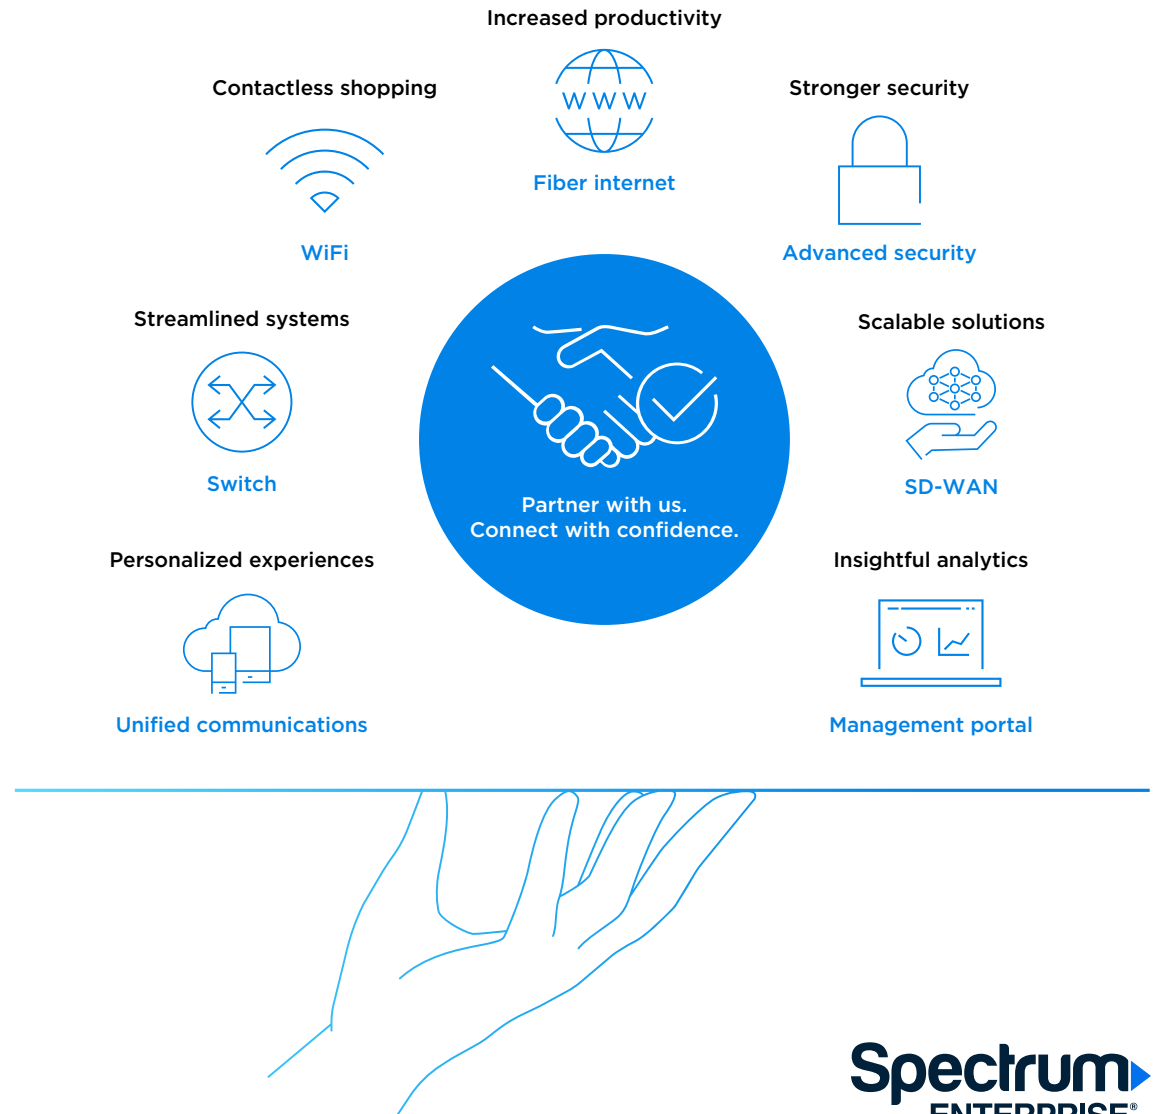 Increased productivity
WWW
Fiber internet
Contactless shopping
WiFi
Stronger security
Advanced security
Streamlined systems
Switch
Scalable solutions
SD-WAN
Partner with us.
Connect with confidence.
Personalized experiences
Unified communications
Insightful analytics
Management portal
Spectrum
ENTERPRISE®